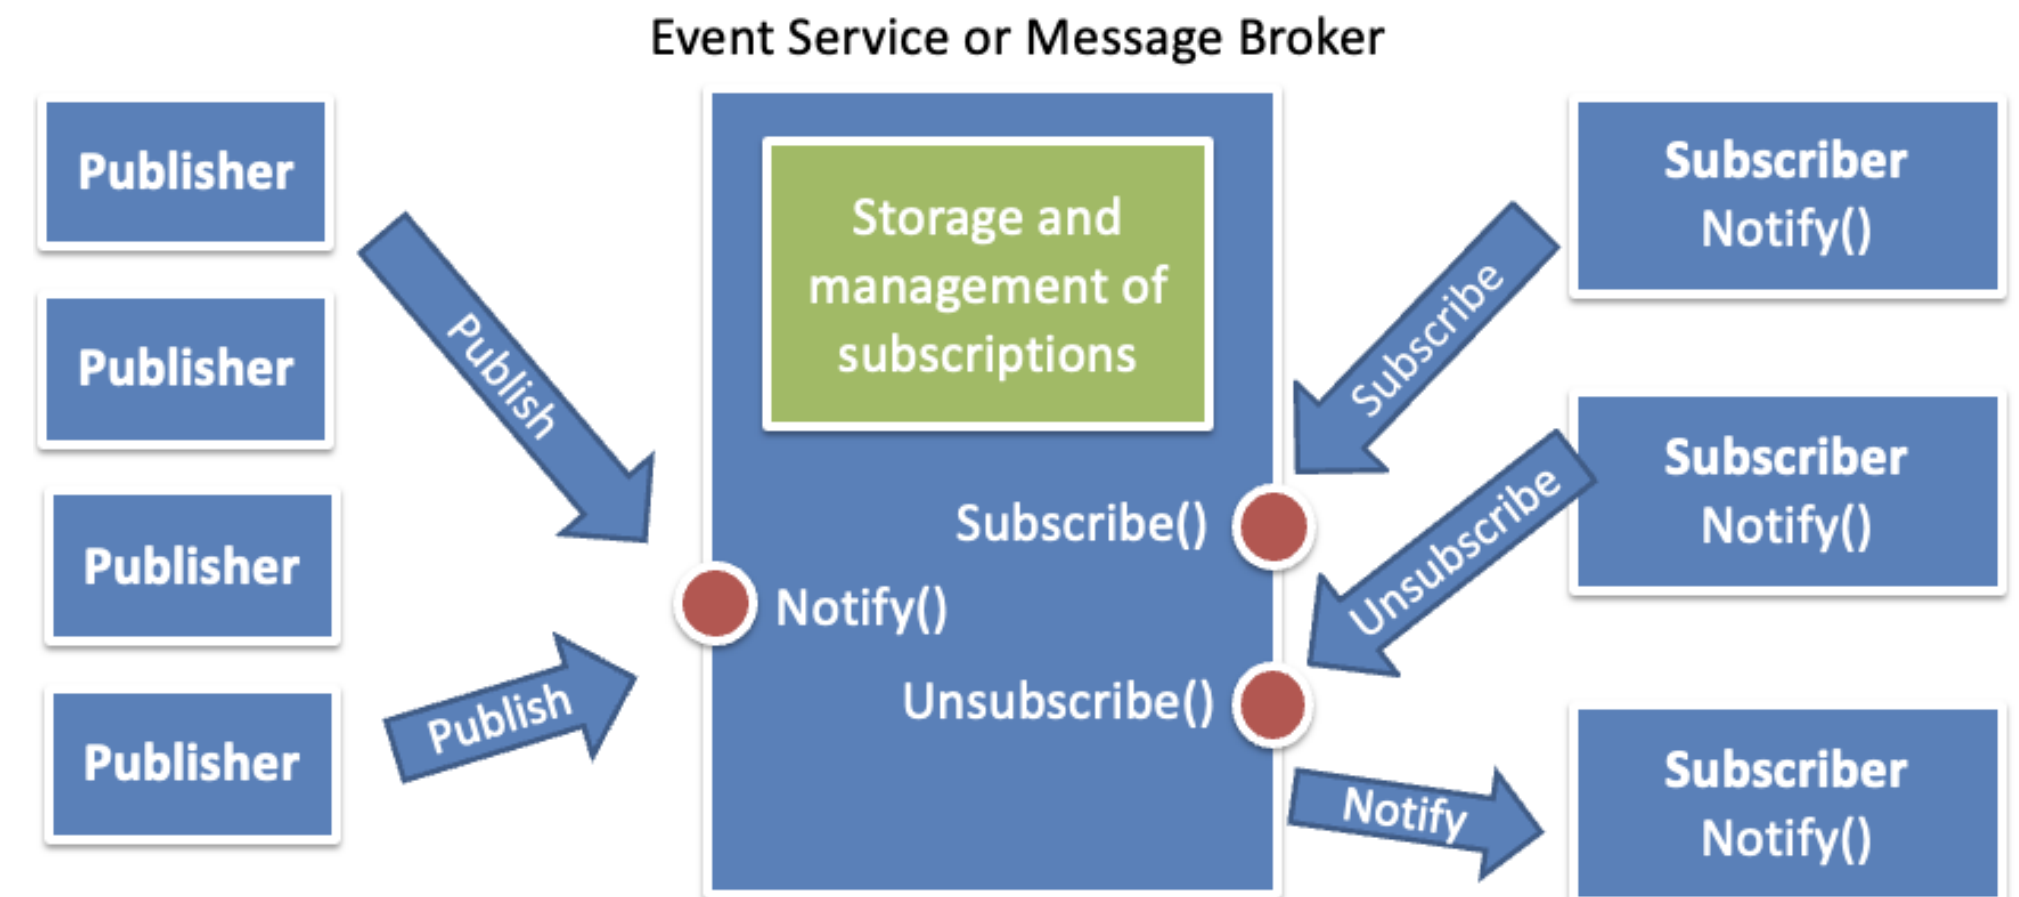 Event Service or Message Broker
Publisher
Publisher
Publisher
Publisher
Publish
Publish
Storage and
management of
subscriptions
Subscribe()
Notify()
Unsubscribe()
Subscribe
Unsubscribe
Notify
Subscriber
Notify()
Subscriber
Notify()
Subscriber
Notify()